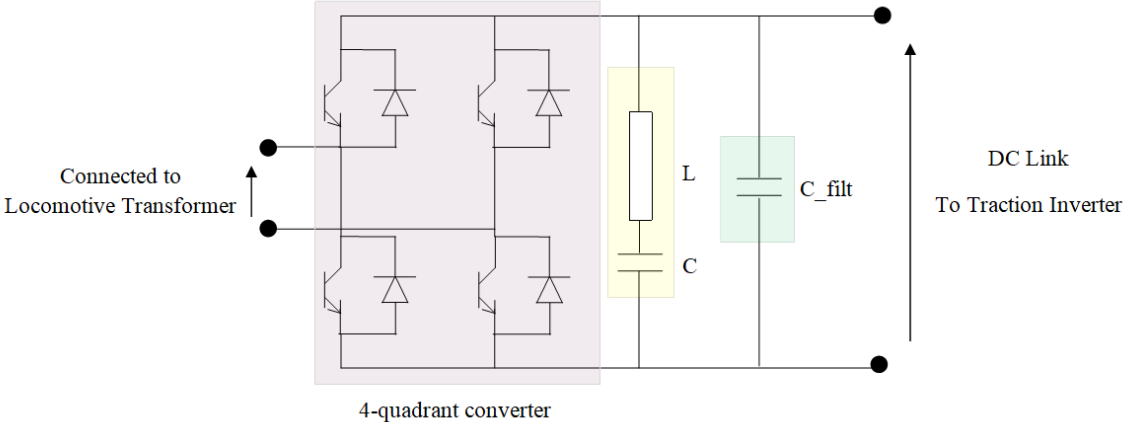 Connected to
Locomotive Transformer
L
C
C_filt
DC Link
To Traction Inverter
4-quadrant converter